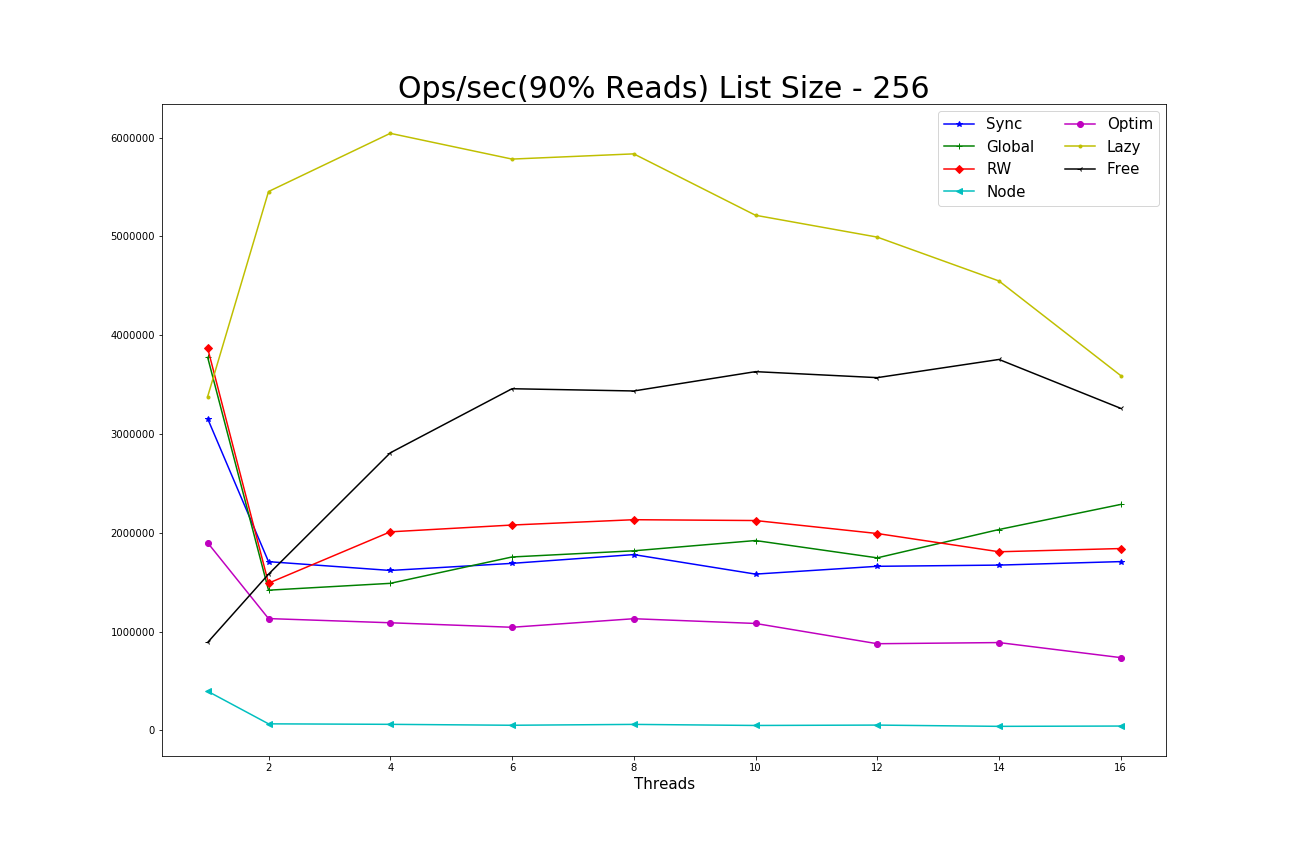 Ops/sec(90% Reads) List Size - 256
Sync
Global
RW
Node
Optim
Lazy
Free
6000000
5000000
4000000
3000000
2000000
1000000
0
2 4 6 8 10 12 14 16
Threads